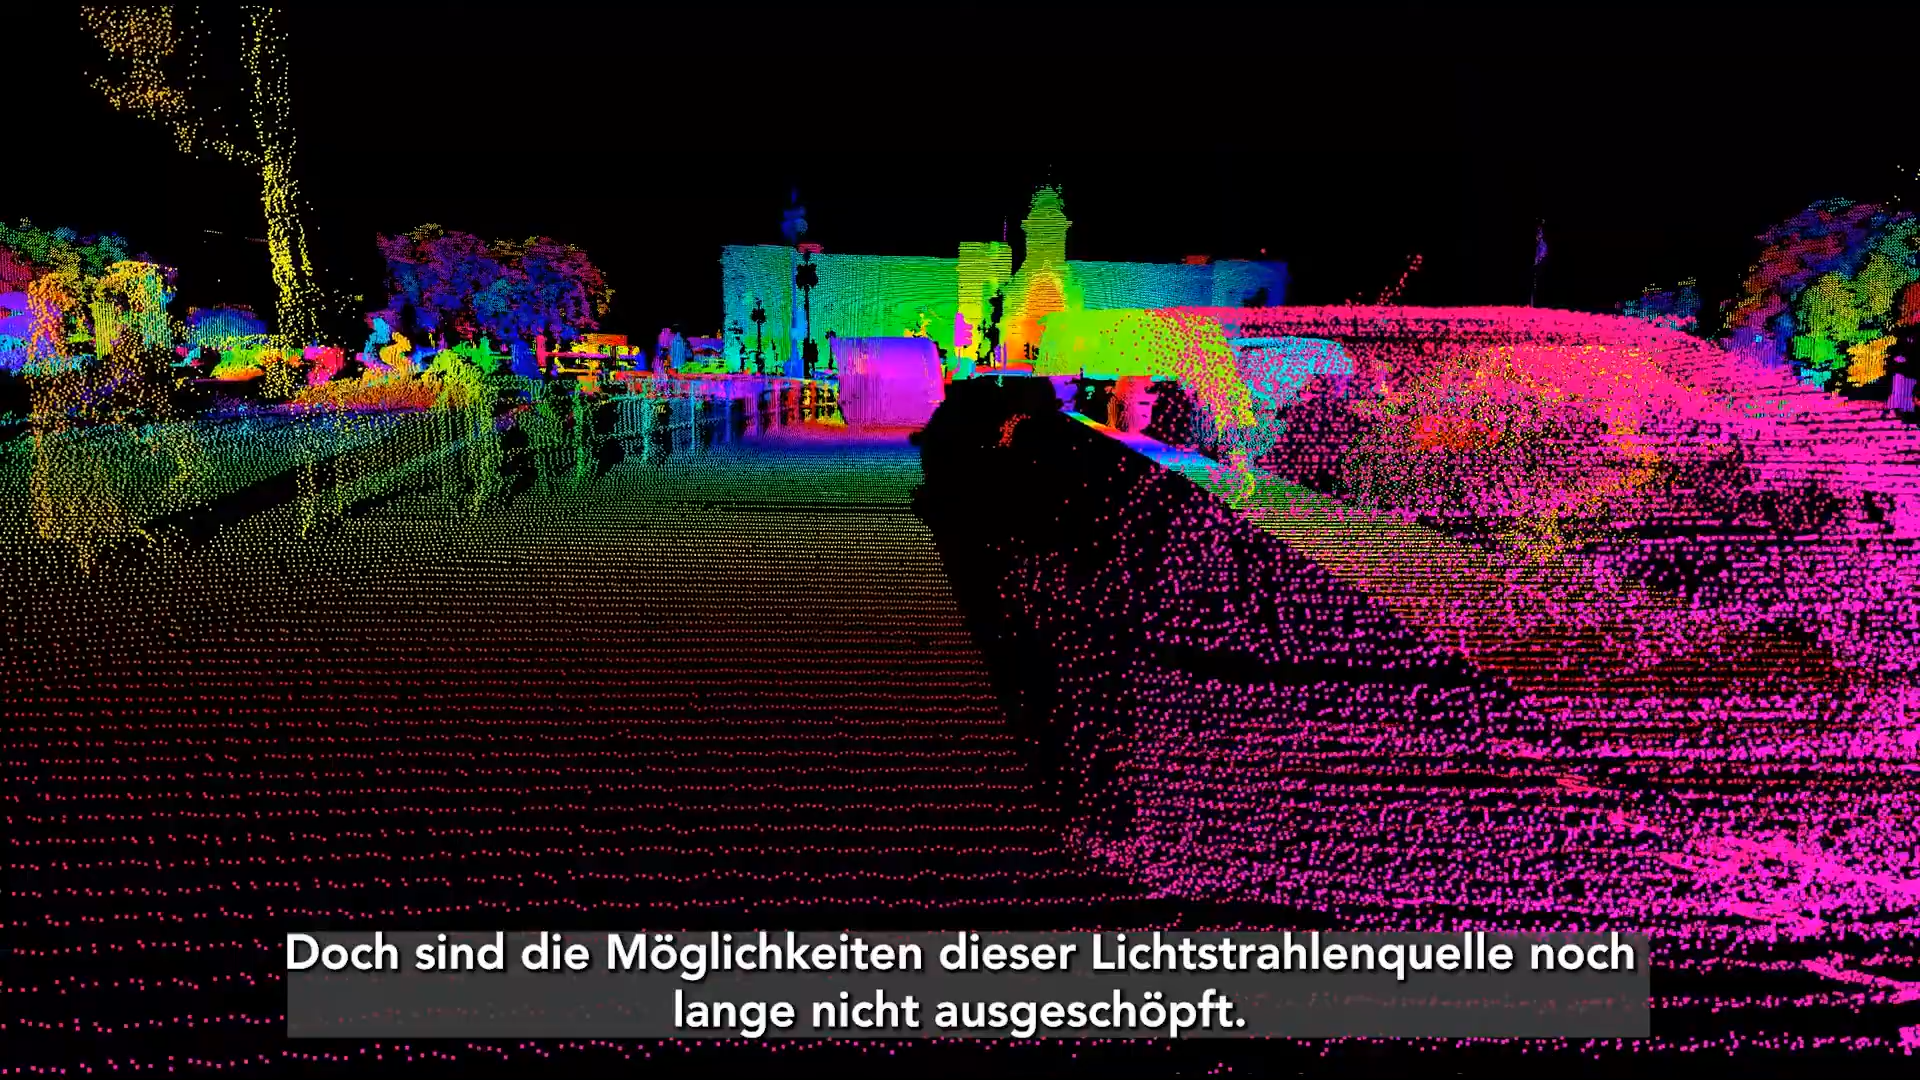 Doch sind die Möglichkeiten dieser Lichtstrahlenquelle noch
lange nicht ausgeschöpft.